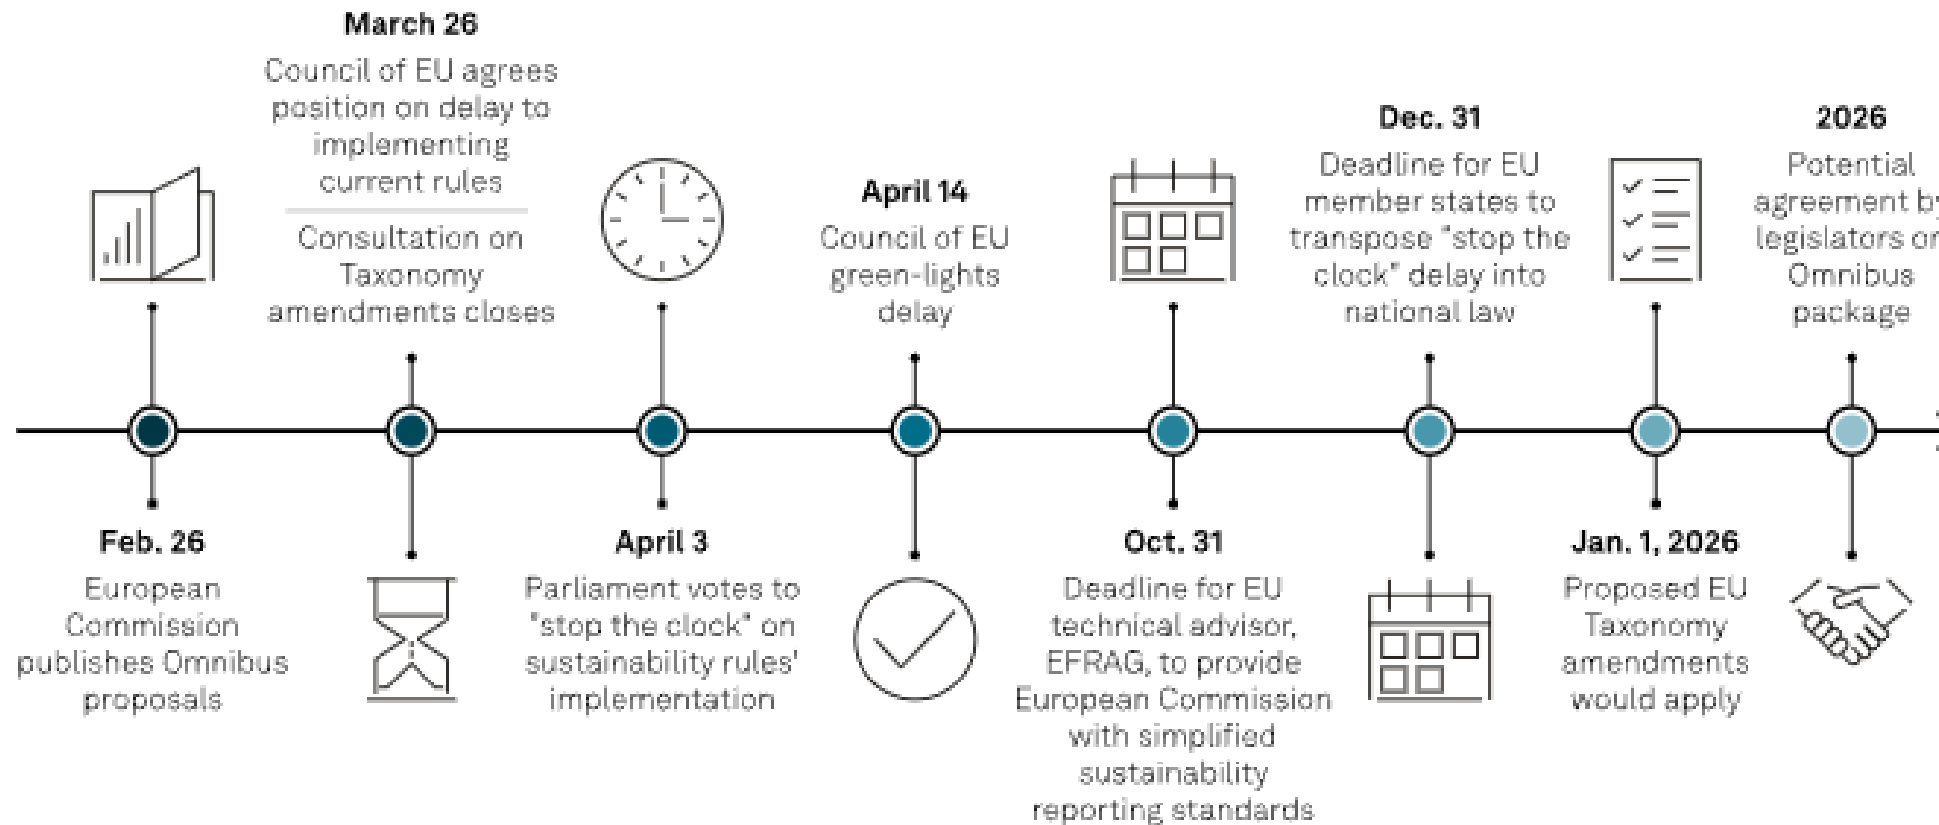 Feb. 26
European
Commission
publishes Omnibus
proposals
March 26
Council of EU agrees
position on delay to
implementing
current rules
Consultation on
Taxonomy
amendments closes
April 3
Parliament votes to
"stop the clock" on
sustainability rules'
implementation
April 14
Council of EU
green-lights
delay
Oct. 31
Deadline for EU
technical advisor,
EFRAG, to provide
European Commission
with simplified
sustainability
reporting standards
Dec. 31
Deadline for EU
member states to
transpose "stop the
clock" delay into
national law
Jan. 1, 2026
Proposed EU
Taxonomy
amendments
would apply
2026
Potential
agreement by
legislators on
Omnibus
package